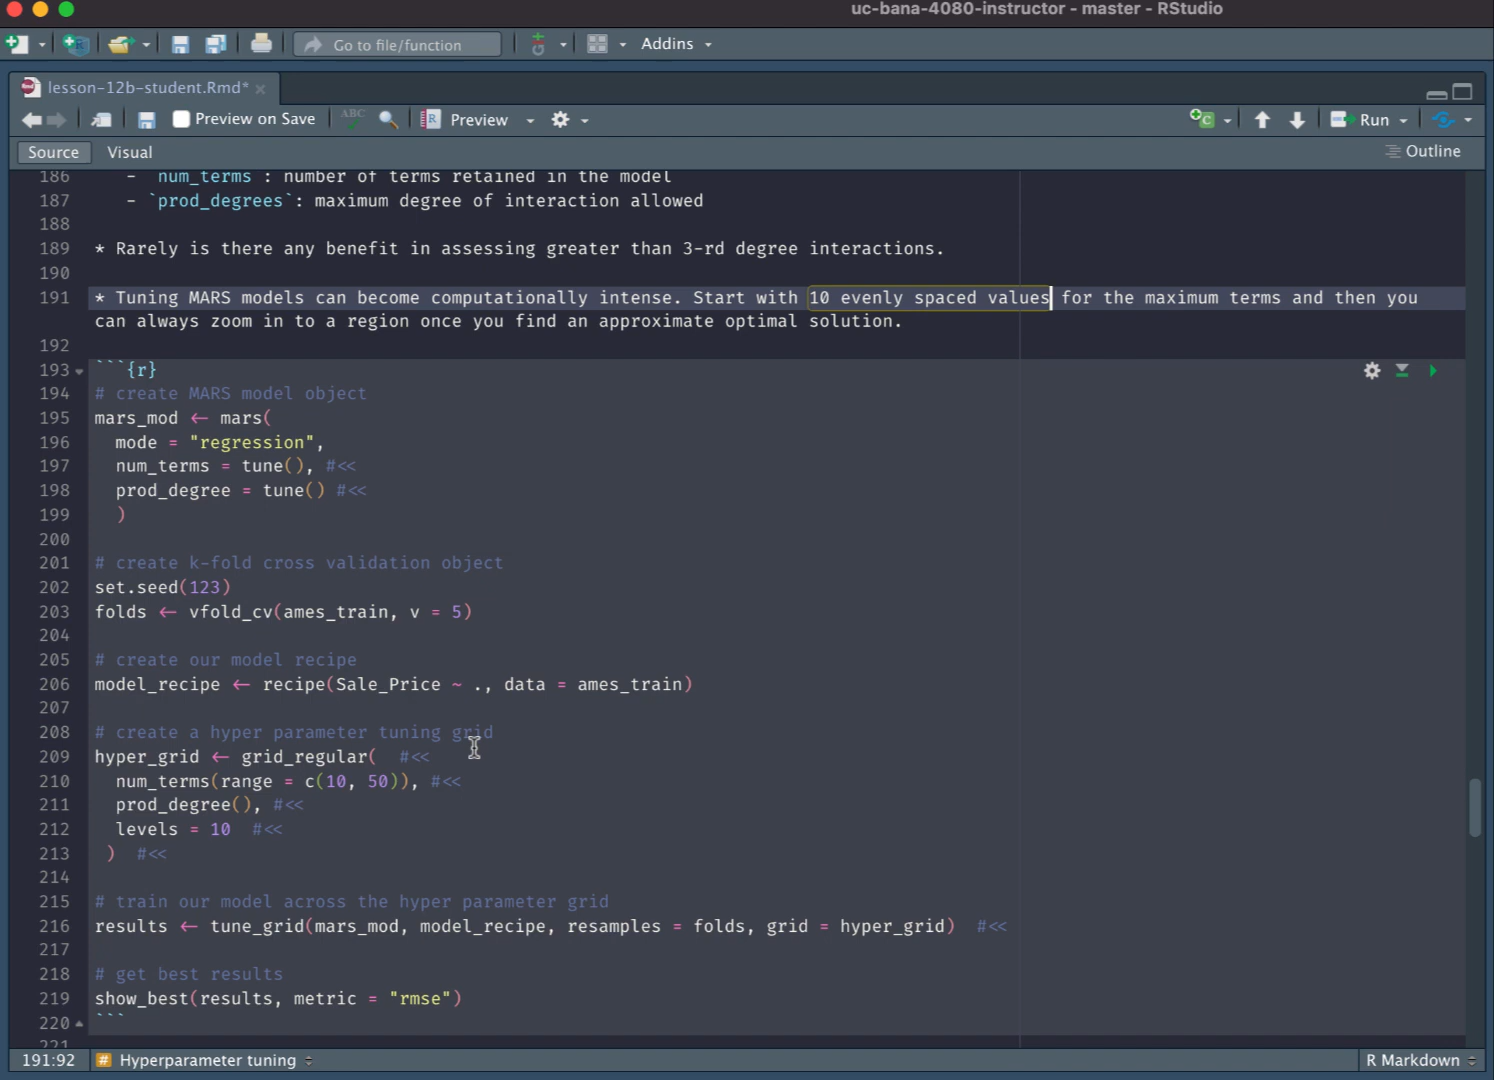 uc-bana-4080-instructor - master - RStudio
Go to file/function
Addins
lesson-12b-student.Rmd*
Preview on Save
ABC
Preview
Run
Source
Visual
Outline
186    -  num_terms : number of terms retained in the model
187    - `prod_degrees`: maximum degree of interaction allowed
188
189 * Rarely is there any benefit in assessing greater than 3-rd degree interactions.
190
191 * Tuning MARS models can become computationally intense. Start with 10 evenly spaced values for the maximum terms and then you
can always zoom in to a region once you find an approximate optimal solution.
192
193 ```{r}
194 # create MARS model object
195 mars_mod <- mars(
196   mode = "regression",
197   num_terms = tune(), #<<
198   prod_degree = tune() #<<
199   )
200
201 # create k-fold cross validation object
202 set.seed(123)
203 folds <- vfold_cv(ames_train, v = 5)
204
205 # create our model recipe
206 model_recipe <- recipe(Sale_Price ~ ., data = ames_train)
207
208 # create a hyper parameter tuning grid
209 hyper_grid <- grid_regular(  #<<
210   num_terms(range = c(10, 50)), #<<
211   prod_degree(), #<<
212   levels = 10  #<<
213  )  #<<
214
215 # train our model across the hyper parameter grid
216 results <- tune_grid(mars_mod, model_recipe, resamples = folds, grid = hyper_grid)  #<<
217
218 # get best results
219 show_best(results, metric = "rmse")
220 ```
221
191:92
# Hyperparameter tuning
R Markdown